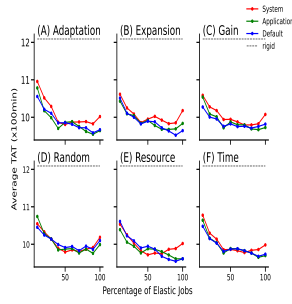 System
Application
Default
rigid
(A) Adaptation
(B) Expansion
(C) Gain
12
11
10
(D) Random
(E) Resource
(F) Time
12
11
10
50
100
50
100
50
100
Average TAT (x100min)
Percentage of Elastic Jobs